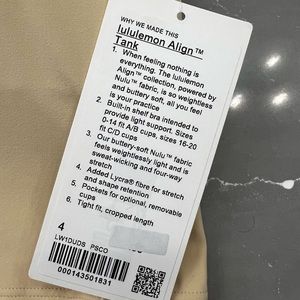 WHY WE MADE THIS
lululemon Align™
Tank
1. When feeling nothing is
everything. The lululemon
Align™ collection, powered by
Nulu™ fabric, is so weightless
and buttery soft, all you feel
is your practice
2. Built-in shelf bra intended to
provide light support. Sizes
0-14 fit A/B cups, sizes 16-20
fit C/D cups
3. Our buttery-soft Nulu™ fabric
feels weightlessly light and is
sweat-wicking and four-way
stretch
4. Added Lycra® fibre for stretch
and shape retention
5. Pockets for optional, removable
cups
6. Tight fit, cropped length
4
LW1DUDS PSCO
000143501831